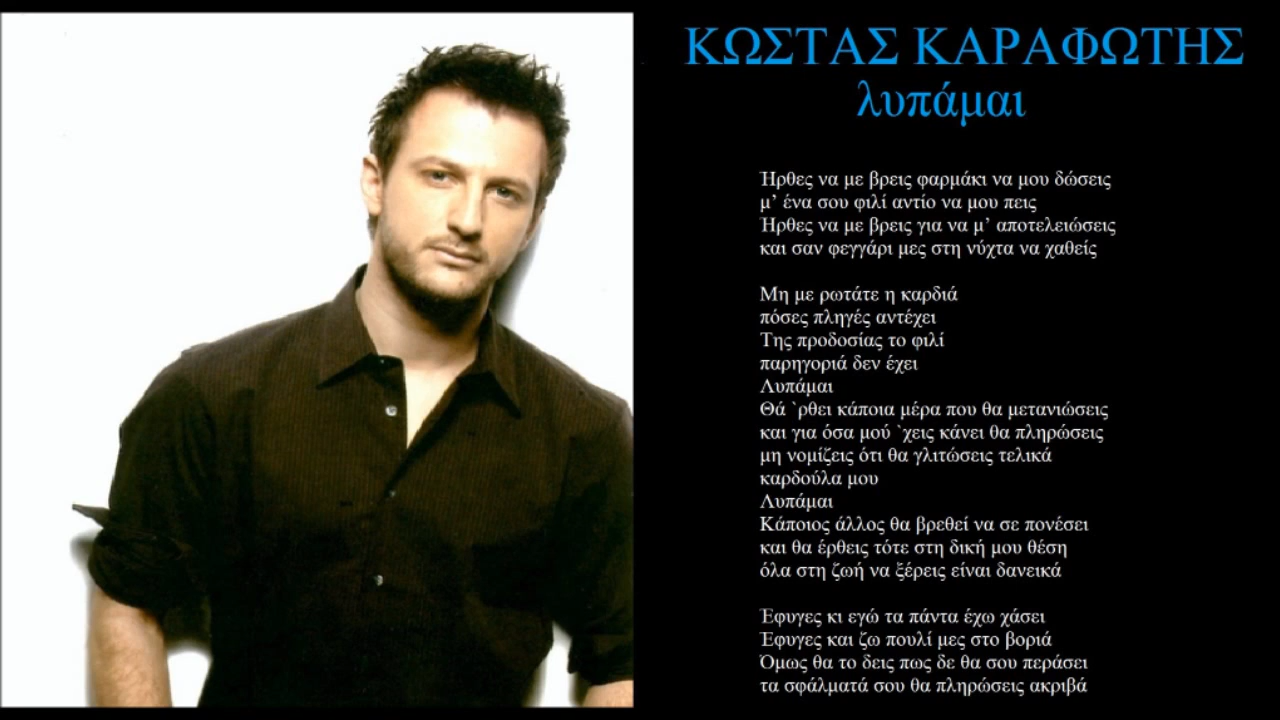 ΚΩΣΤΑΣ ΚΑΡΑΦΩΤΗΣ
λυπάμαι
Ήρθες να με βρεις φαρμάκι να μου δώσεις
μ’ ένα σου φιλί αντίο να μου πεις
Ήρθες να με βρεις για να μ’ αποτελειώσεις
και σαν φεγγάρι μες στη νύχτα να χαθείς
Μη με ρωτάτε η καρδιά
πόσες πληγές αντέχει
Της προδοσίας το φιλί
παρηγοριά δεν έχει
Λυπάμαι
Θά `ρθει κάποια μέρα που θα μετανιώσεις
και για όσα μού `χεις κάνει θα πληρώσεις
μη νομίζεις ότι θα γλιτώσεις τελικά
καρδούλα μου
Λυπάμαι
Κάποιος άλλος θα βρεθεί να σε πονέσει
και θα έρθεις τότε στη δική μου θέση
όλα στη ζωή να ξέρεις είναι δανεικά
Έφυγες κι εγώ τα πάντα έχω χάσει
Έφυγες και ζω πουλί μες στο βοριά
Όμως θα το δεις πως δε θα σου περάσει
τα σφάλματά σου θα πληρώσεις ακριβά